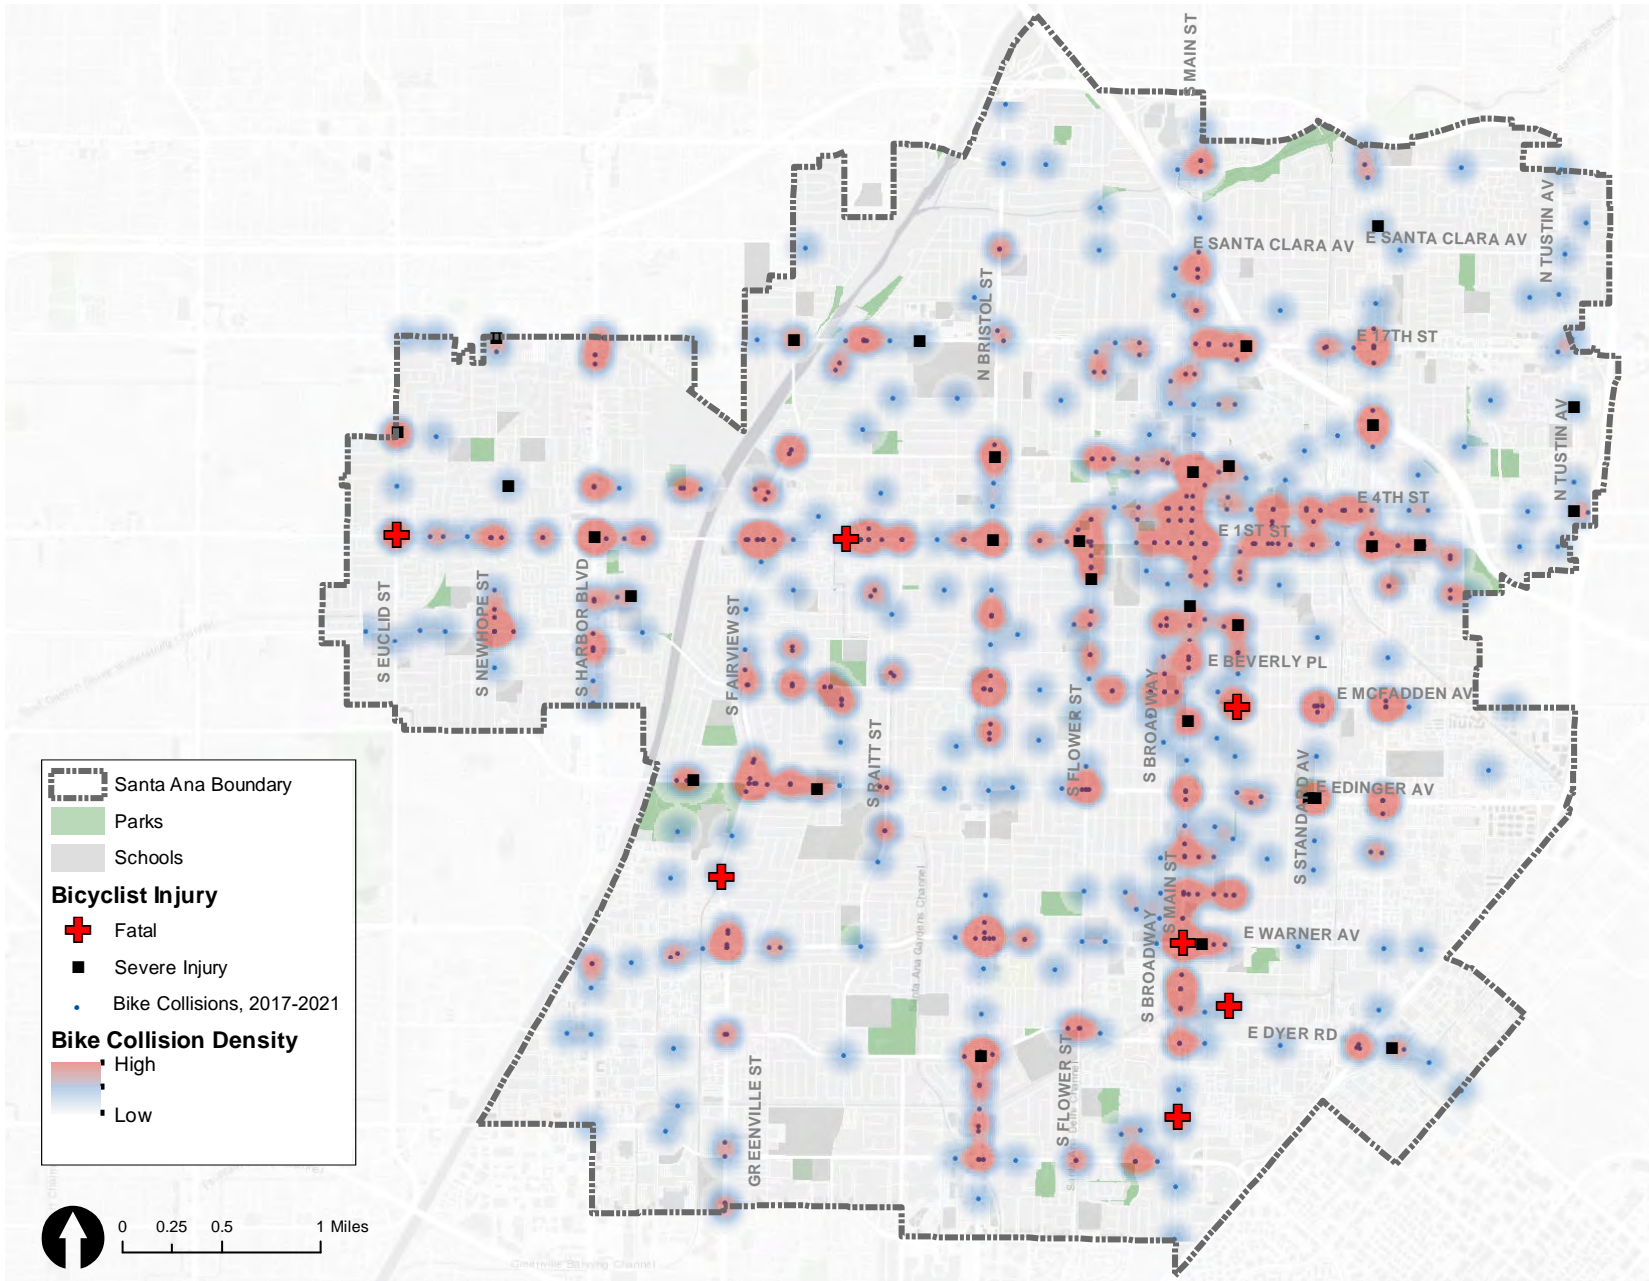 S MAIN ST
N TUSTIN AV
E SANTA CLARA AV
E SANTA CLARA AV
N BRISTOL ST
E 17TH ST
N TUSTIN AV
E 4TH ST
E 1ST ST
S EUCLID ST
S NEWHOPE ST
S HARBOR BLVD
S FAIRVIEW ST
E BEVERLY PL
E MCFADDEN AV
S RAITT ST
S FLOWER ST
S BROADWAY
S STANDARD AV
E EDINGER AV
S MAIN ST
E WARNER AV
S BROADWAY
E DYER RD
S FLOWER ST
GREENVILLE ST
Santa Ana Gardens Channel
Santa Ana Boundary
Parks
Schools
Bicyclist Injury
Fatal
Severe Injury
Bike Collisions, 2017-2021
Bike Collision Density
High
Low
0 0.25 0.5 1 Miles